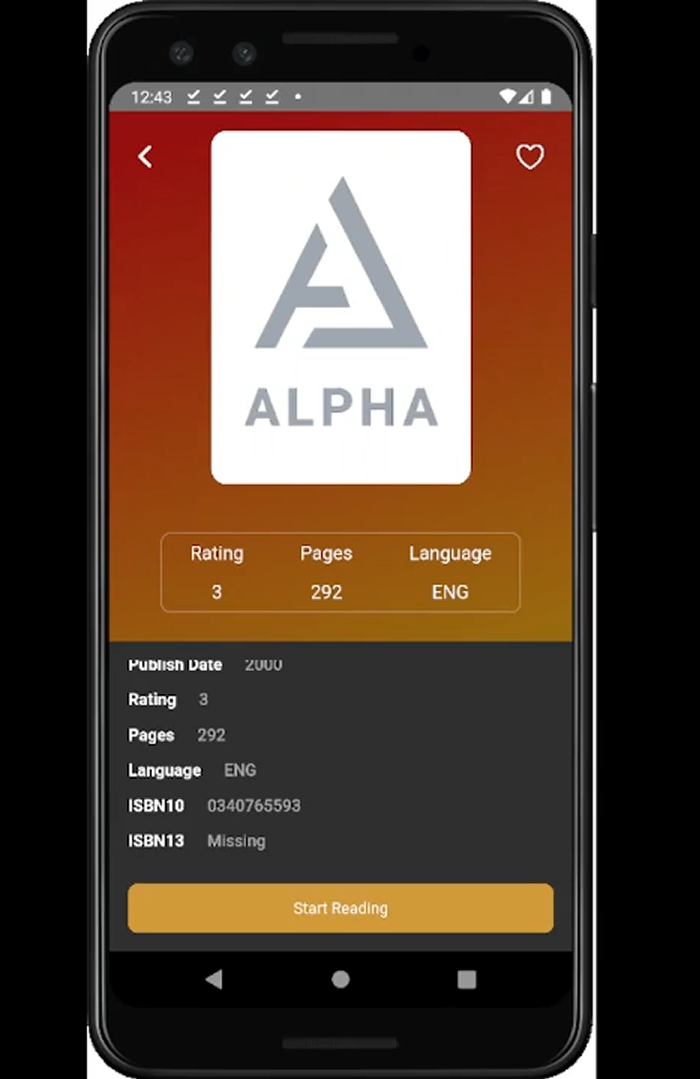 12:43
ALPHA
Rating Pages Language
3 292 ENG
Publish Date 2000
Rating 3
Pages 292
Language ENG
ISBN10 0340765593
ISBN13 Missing
Start Reading